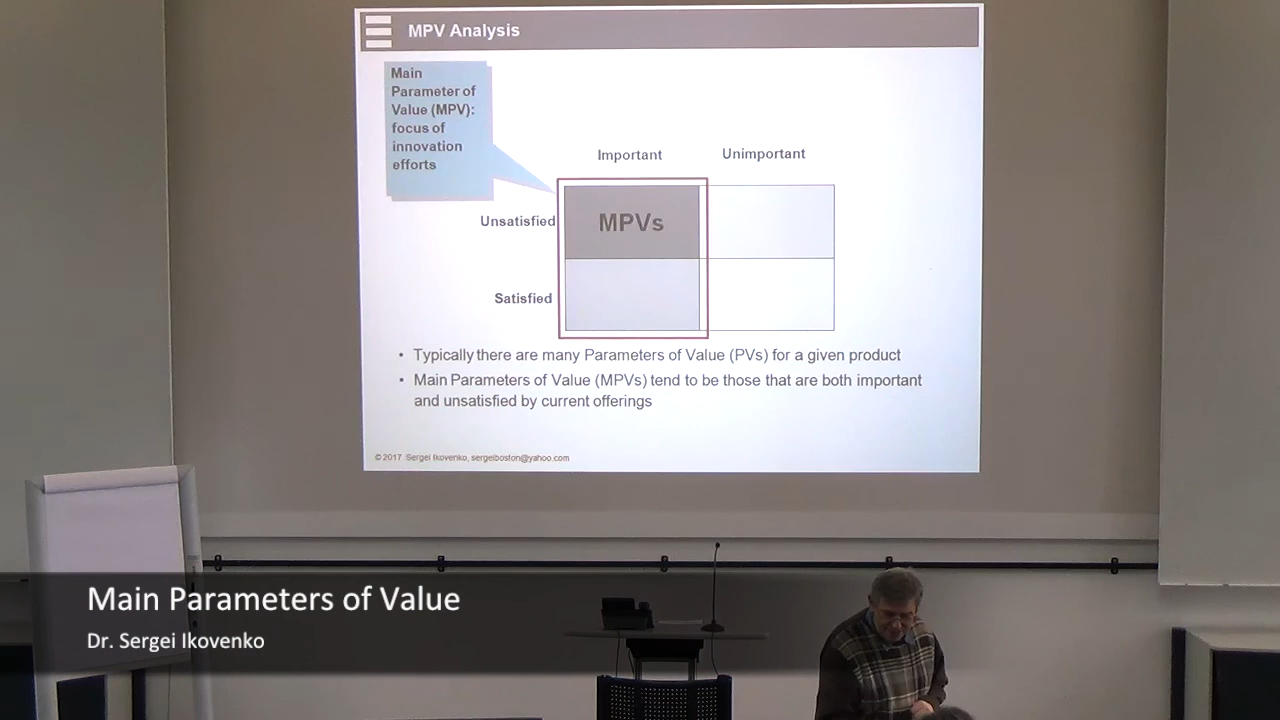 MPV Analysis
Main
Parameter of
Value (MPV):
focus of
innovation
efforts
Important Unimportant
Unsatisfied MPVs
Satisfied
• Typically there are many Parameters of Value (PVs) for a given product
• Main Parameters of Value (MPVs) tend to be those that are both important
and unsatisfied by current offerings
© 2017 Sergei Ikovenko, sergeiboston@yahoo.com
Main Parameters of Value
Dr. Sergei Ikovenko